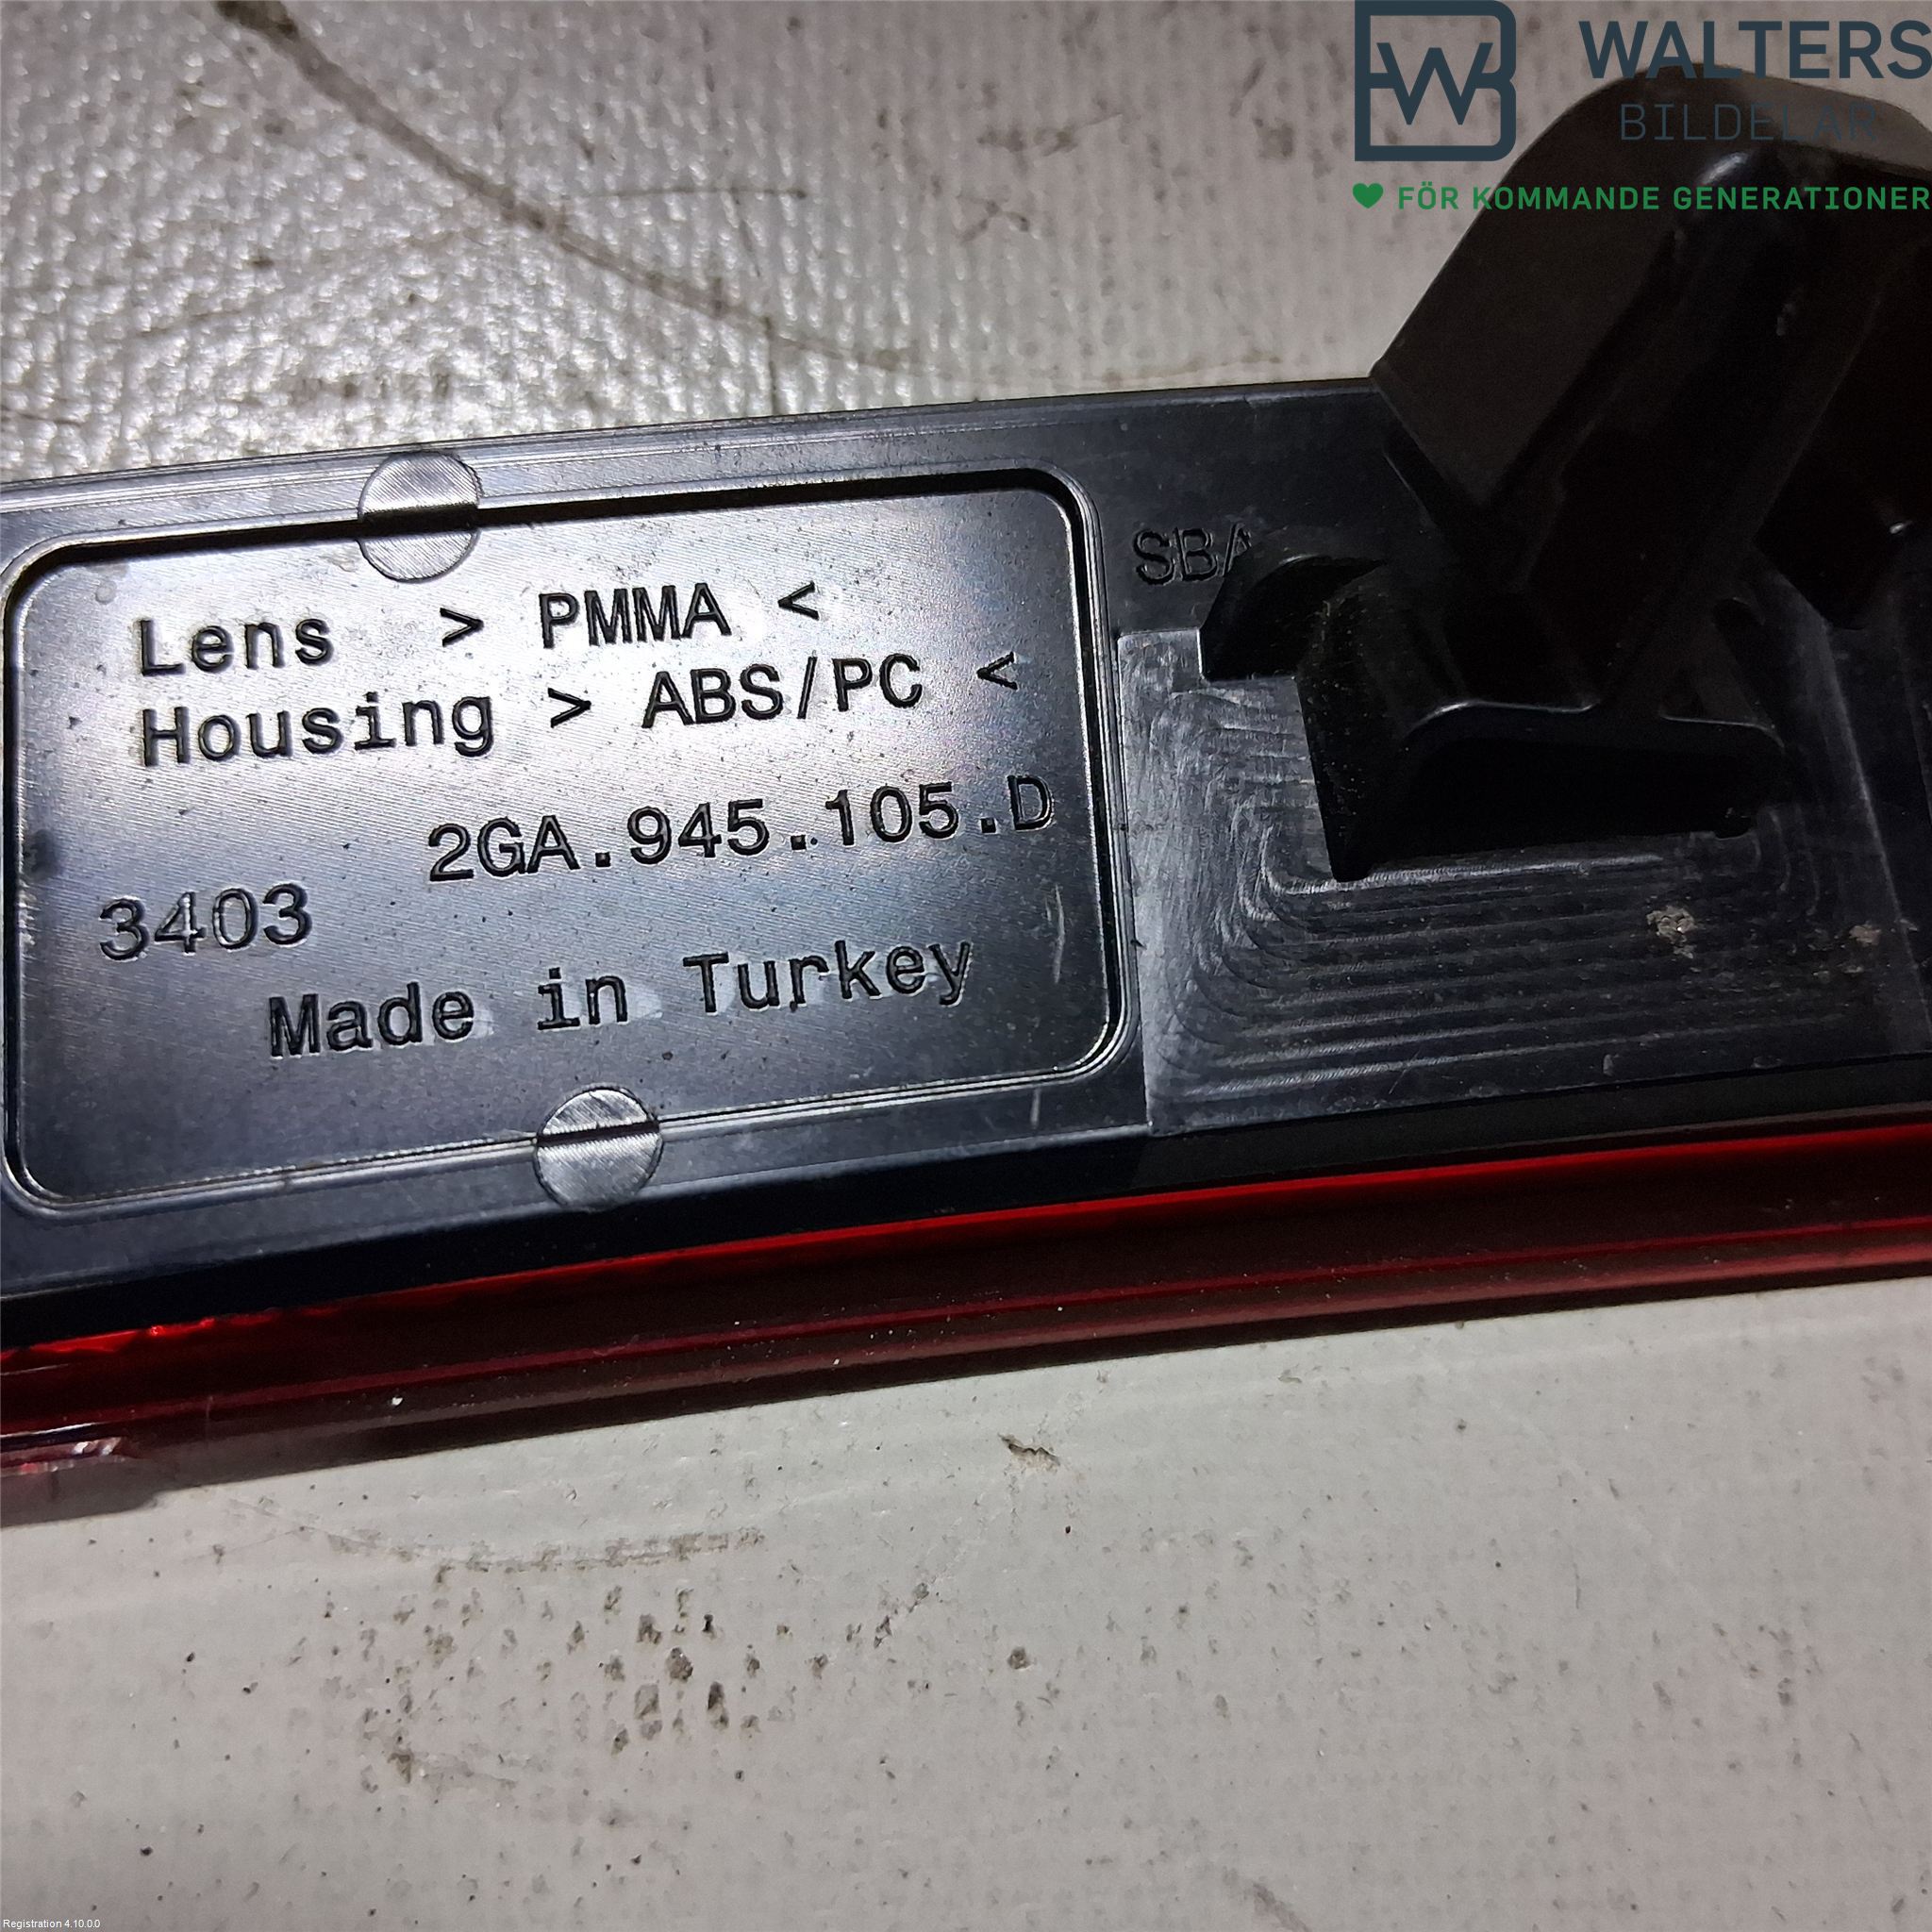 WALTERS
BILDELAR
FÖR KOMMANDE GENERATIONER
Lens > PMMA <
Housing > ABS/PC <
2GA.945.105.D
3403
Made in Turkey
Registration 4.10.0.0